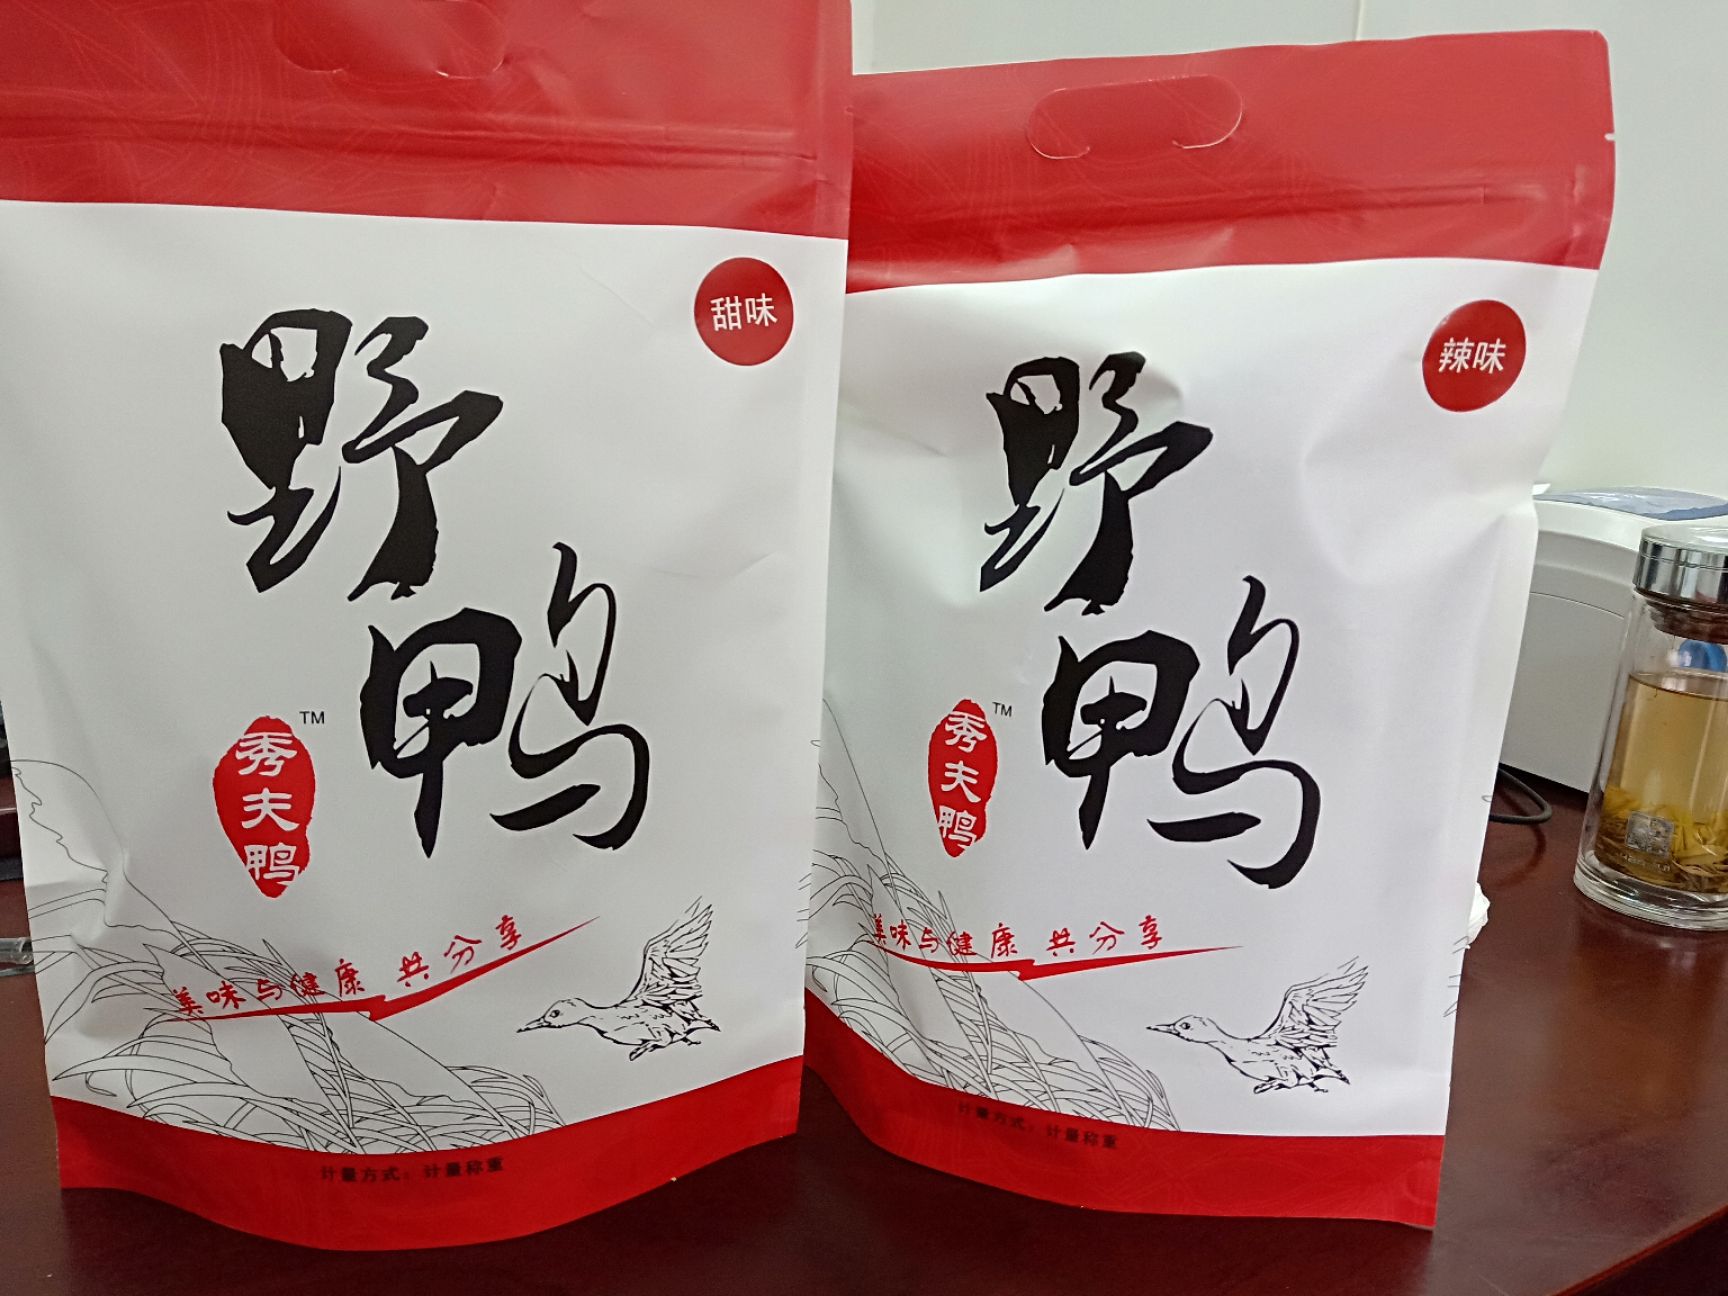 甜味
野
鸭
TM
秀夫鸭
美味与健康 共分享
计量方式：计量称重
辣味
野
鸭
TM
秀夫鸭
美味与健康 共分享
计量方式：计量称重